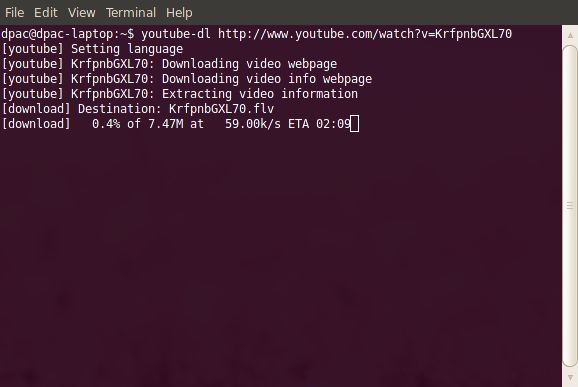 File Edit View Terminal Help
dpac@dpac-laptop:~$ youtube-dl http://www.youtube.com/watch?v=KrfpnbGXL70
[youtube] Setting language
[youtube] KrfpnbGXL70: Downloading video webpage
[youtube] KrfpnbGXL70: Downloading video info webpage
[youtube] KrfpnbGXL70: Extracting video information
[download] Destination: KrfpnbGXL70.flv
[download]   0.4% of 7.47M at   59.00k/s ETA 02:09